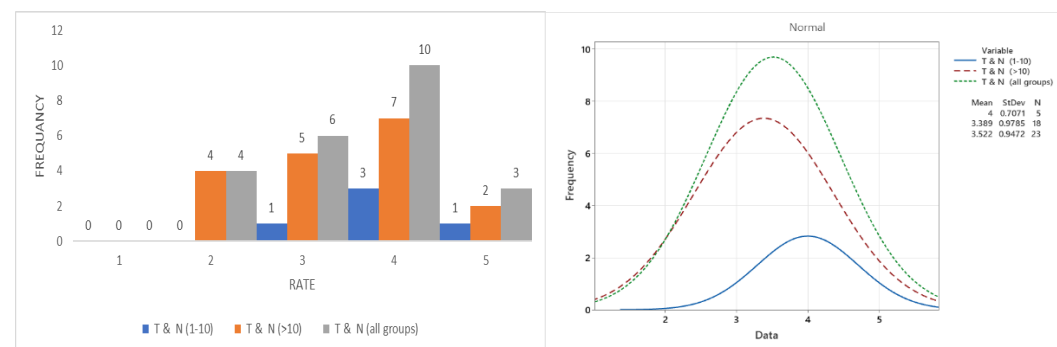 12
10
8
6
4
2
0
FREQUANCY
0 0 0 0 4 4 1 5 6 3 7 10 1 2 3
1 2 3 4 5
RATE
T & N (1-10) T & N (>10) T & N (all groups)
Normal
10
8
6
4
2
0
Frequency
2 3 4 5
Data
Variable
T & N (1-10)
T & N (>10)
T & N (all groups)
Mean StDev N
4 0.7071 5
3.389 0.9785 18
3.522 0.9472 23